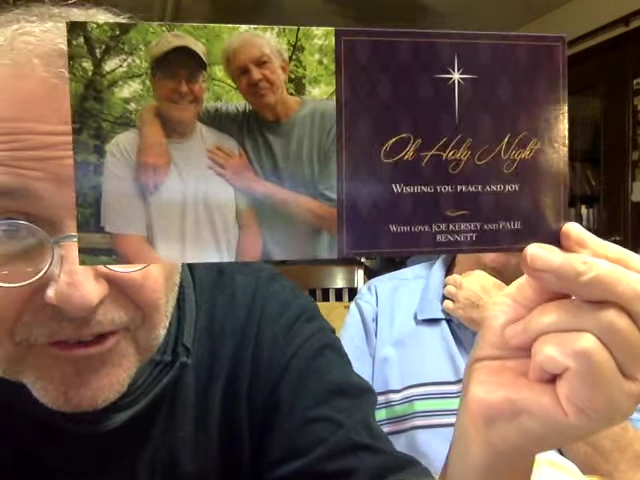 Oh Holy Night
WISHING YOU PEACE AND JOY
WITH LOVE, JOE KERSEY AND PAUL
BENNETT